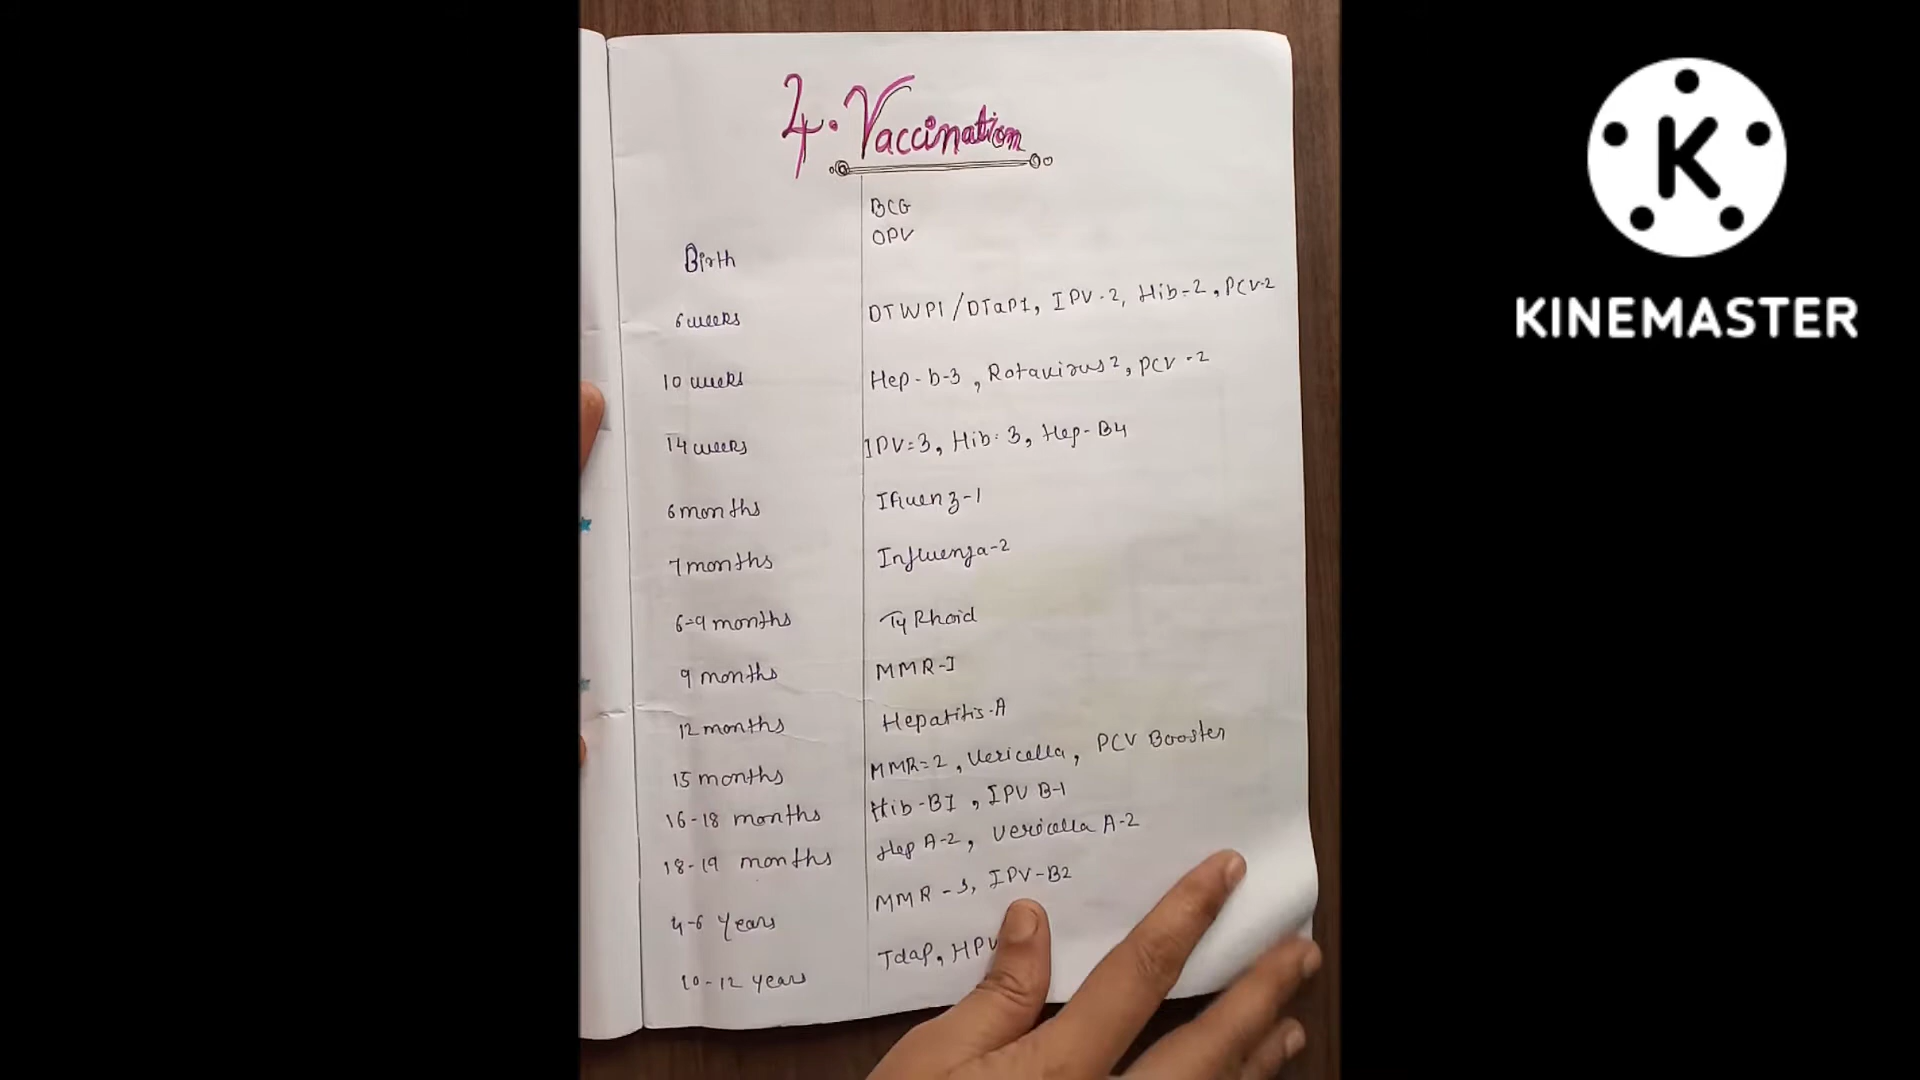 4. Vaccination
BCG
OPV
Birth
6 weeks DTWP1/DTaP1, IPV-2, Hib-2, PCV-2
10 weeks Hep-b-3, Rotavirus2, PCV-2
14 weeks IPV=3, Hib-3, Hep-B4
6 months Ifluenz-1
7 months Influenza-2
6-9 months TyPhoid
9 months MMR-I
12 months Hepatitis-A
15 months MMR=2, Vericella, PCV Booster
16-18 months Hib-B1, IPV B-1
18-19 months Hep A-2, Vericella A-2
4-6 Years MMR-3, IPV-B2
10-12 years Tdap, HPV
K
KINEMASTER